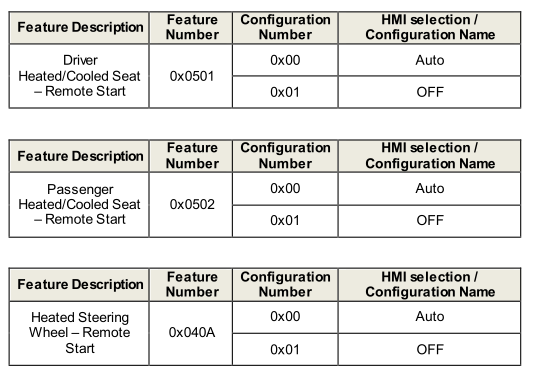 Feature Description
Feature Number
Configuration Number
HMI selection / Configuration Name
Driver
Heated/Cooled Seat
– Remote Start
0x0501
0x00
Auto
0x01
OFF
Feature Description
Feature Number
Configuration Number
HMI selection / Configuration Name
Passenger
Heated/Cooled Seat
– Remote Start
0x0502
0x00
Auto
0x01
OFF
Feature Description
Feature Number
Configuration Number
HMI selection / Configuration Name
Heated Steering
Wheel – Remote
Start
0x040A
0x00
Auto
0x01
OFF